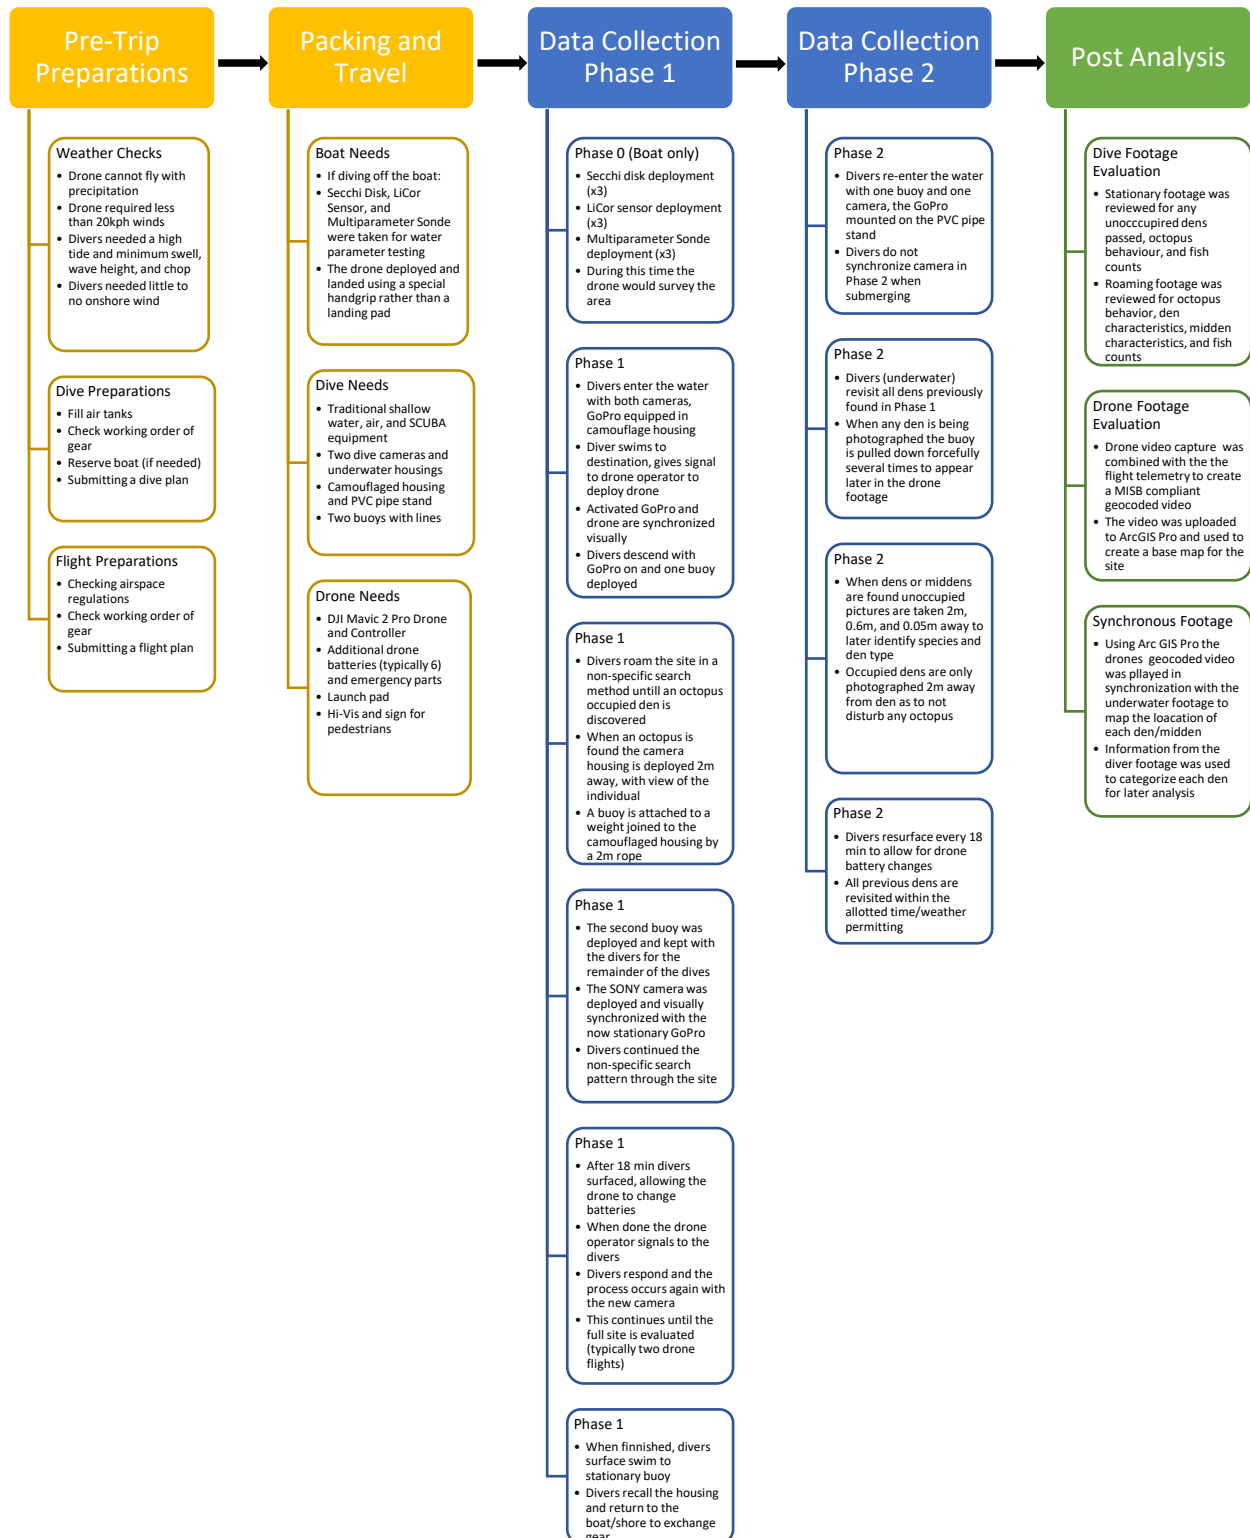 Pre-Trip
Preparations
Packing and
Travel
Data Collection
Phase 1
Data Collection
Phase 2
Post Analysis
Weather Checks
• Drone cannot fly with
precipitation
• Drone required less
than 20kph winds
• Divers needed a high
tide and minimum swell,
wave height, and chop
• Divers needed little to
no onshore wind
Dive Preparations
• Fill air tanks
• Check working order of
gear
• Reserve boat (if needed)
• Submitting a dive plan
Flight Preparations
• Checking airspace
regulations
• Check working order of
gear
• Submitting a flight plan
Boat Needs
• If diving off the boat:
• Secchi Disk, LiCor
Sensor, and
Multiparameter Sonde
were taken for water
parameter testing
• The drone deployed and
landed using a special
handgrip rather than a
landing pad
Dive Needs
• Traditional shallow
water, air, and SCUBA
equipment
• Two dive cameras and
underwater housings
• Camouflaged housing
and PVC pipe stand
• Two buoys with lines
Drone Needs
• DJI Mavic 2 Pro Drone
and Controller
• Additional drone
batteries (typically 6)
and emergency parts
• Launch pad
• Hi-Vis and sign for
pedestrians
Phase 0 (Boat only)
• Secchi disk deployment
(x3)
• LiCor sensor deployment
(x3)
• Multiparameter Sonde
deployment (x3)
• During this time the
drone would survey the
area
Phase 1
• Divers enter the water
with both cameras,
GoPro equipped in
camouflage housing
• Diver swims to
destination, gives signal
to drone operator to
deploy drone
• Activated GoPro and
drone are synchronized
visually
• Divers descend with
GoPro on and one buoy
deployed
Phase 1
• Divers roam the site in a
non-specific search
method untill an octopus
occupied den is
discovered
• When an octopus is
found the camera
housing is deployed 2m
away, with view of the
individual
• A buoy is attached to a
weight joined to the
camouflaged housing by
a 2m rope
Phase 1
• The second buoy was
deployed and kept with
the divers for the
remainder of the dives
• The SONY camera was
deployed and visually
synchronized with the
now stationary GoPro
• Divers continued the
non-specific search
pattern through the site
Phase 1
• After 18 min divers
surfaced, allowing the
drone to change
batteries
• When done the drone
operator signals to the
divers
• Divers respond and the
process occurs again with
the new camera
• This continues until the
full site is evaluated
(typically two drone
flights)
Phase 1
• When finnished, divers
surface swim to
stationary buoy
• Divers recall the housing
and return to the
boat/shore to exchange
gear
Phase 2
• Divers re-enter the water
with one buoy and one
camera, the GoPro
mounted on the PVC pipe
stand
• Divers do not
synchronize camera in
Phase 2 when
submerging
Phase 2
• Divers (underwater)
revisit all dens previously
found in Phase 1
• When any den is being
photographed the buoy
is pulled down forcefully
several times to appear
later in the drone
footage
Phase 2
• When dens or middens
are found unoccupied
pictures are taken 2m,
0.6m, and 0.05m away to
later identify species and
den type
• Occupied dens are only
photographed 2m away
from den as to not
disturb any octopus
Phase 2
• Divers resurface every 18
min to allow for drone
battery changes
• All previous dens are
revisited within the
allotted time/weather
permitting
Dive Footage
Evaluation
• Stationary footage was
reviewed for any
unocccupired dens
passed, octopus
behaviour, and fish
counts
• Roaming footage was
reviewed for octopus
behavior, den
characteristics, midden
characteristics, and fish
counts
Drone Footage
Evaluation
• Drone video capture was
combined with the the
flight telemetry to create
a MISB compliant
geocoded video
• The video was uploaded
to ArcGIS Pro and used to
create a base map for the
site
Synchronous Footage
• Using Arc GIS Pro the
drones geocoded video
was pllayed in
synchronization with the
underwater footage to
map the loacation of
each den/midden
• Information from the
diver footage was used
to categorize each den
for later analysis